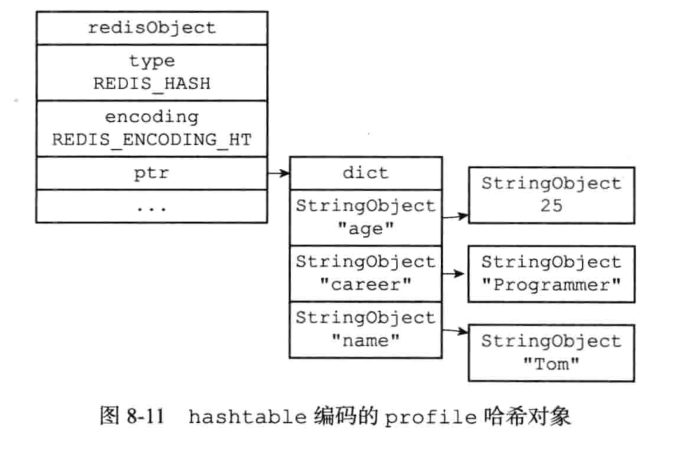 redisObject
type
REDIS_HASH
encoding
REDIS_ENCODING_HT
ptr
...
dict
StringObject
"age"
StringObject
"career"
StringObject
"name"
StringObject
25
StringObject
"Programmer"
StringObject
"Tom"
图 8-11 hashtable 编码的 profile 哈希对象